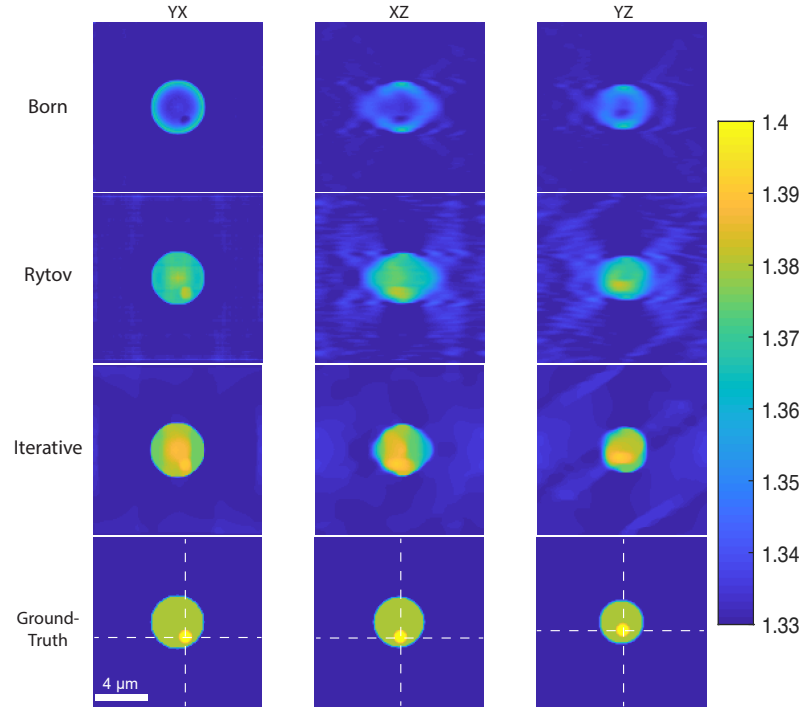 YX XZ YZ
Born
Rytov
Iterative
Ground-
Truth
4 μm
1.4
1.39
1.38
1.37
1.36
1.35
1.34
1.33